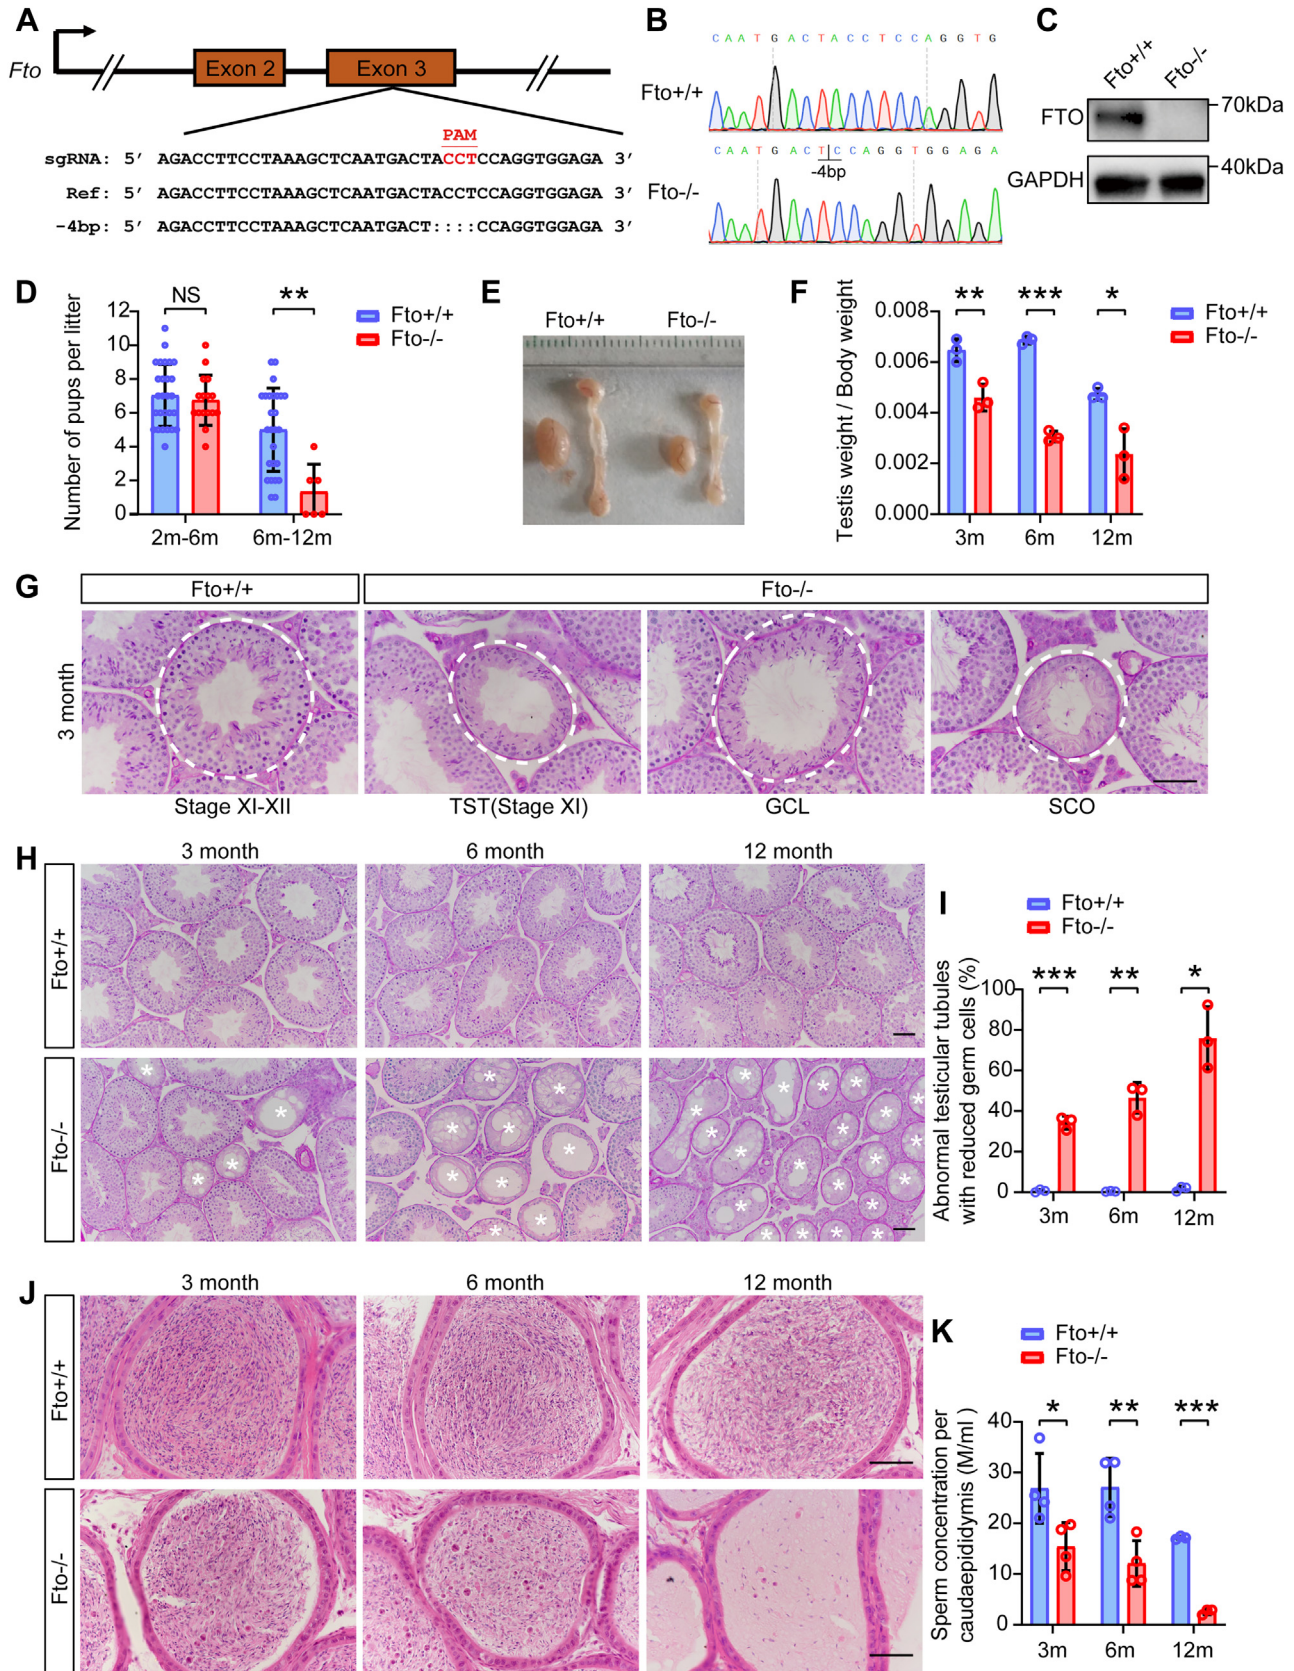 A
Fto
Exon 2
Exon 3
PAM
sgRNA: 5′ AGACCTTCCTAAAGCTCAATGACTACCTCCAGGTGGAGA 3′
Ref: 5′ AGACCTTCCTAAAGCTCAATGACTACCTCCAGGTGGAGA 3′
-4bp: 5′ AGACCTTCCTAAAGCTCAATGACT::::CCAGGTGGAGA 3′
B
C A A T G A C T A C C T C C A G G T G
Fto+/+
C A A T G A C T C C A G G T G G A G A
-4bp
Fto-/-
C
Fto+/+
Fto-/-
FTO
70kDa
GAPDH
40kDa
D
Number of pups per litter
12
10
8
6
4
2
0
NS
**
2m-6m
6m-12m
Fto+/+
Fto-/-
E
Fto+/+
Fto-/-
F
Testis weight / Body weight
0.008
0.006
0.004
0.002
0.000
**
***
*
3m
6m
12m
Fto+/+
Fto-/-
G
Fto+/+
Fto-/-
3 month
Stage XI-XII
TST(Stage XI)
GCL
SCO
H
3 month
6 month
12 month
Fto+/+
Fto-/-
I
Fto+/+
Fto-/-
Abnormal testicular tubules
with reduced germ cells (%)
100
80
60
40
20
0
***
**
*
3m
6m
12m
J
3 month
6 month
12 month
Fto+/+
Fto-/-
K
Fto+/+
Fto-/-
Sperm concentration per
caudaepididymis (M/ml )
40
30
20
10
0
*
**
***
3m
6m
12m